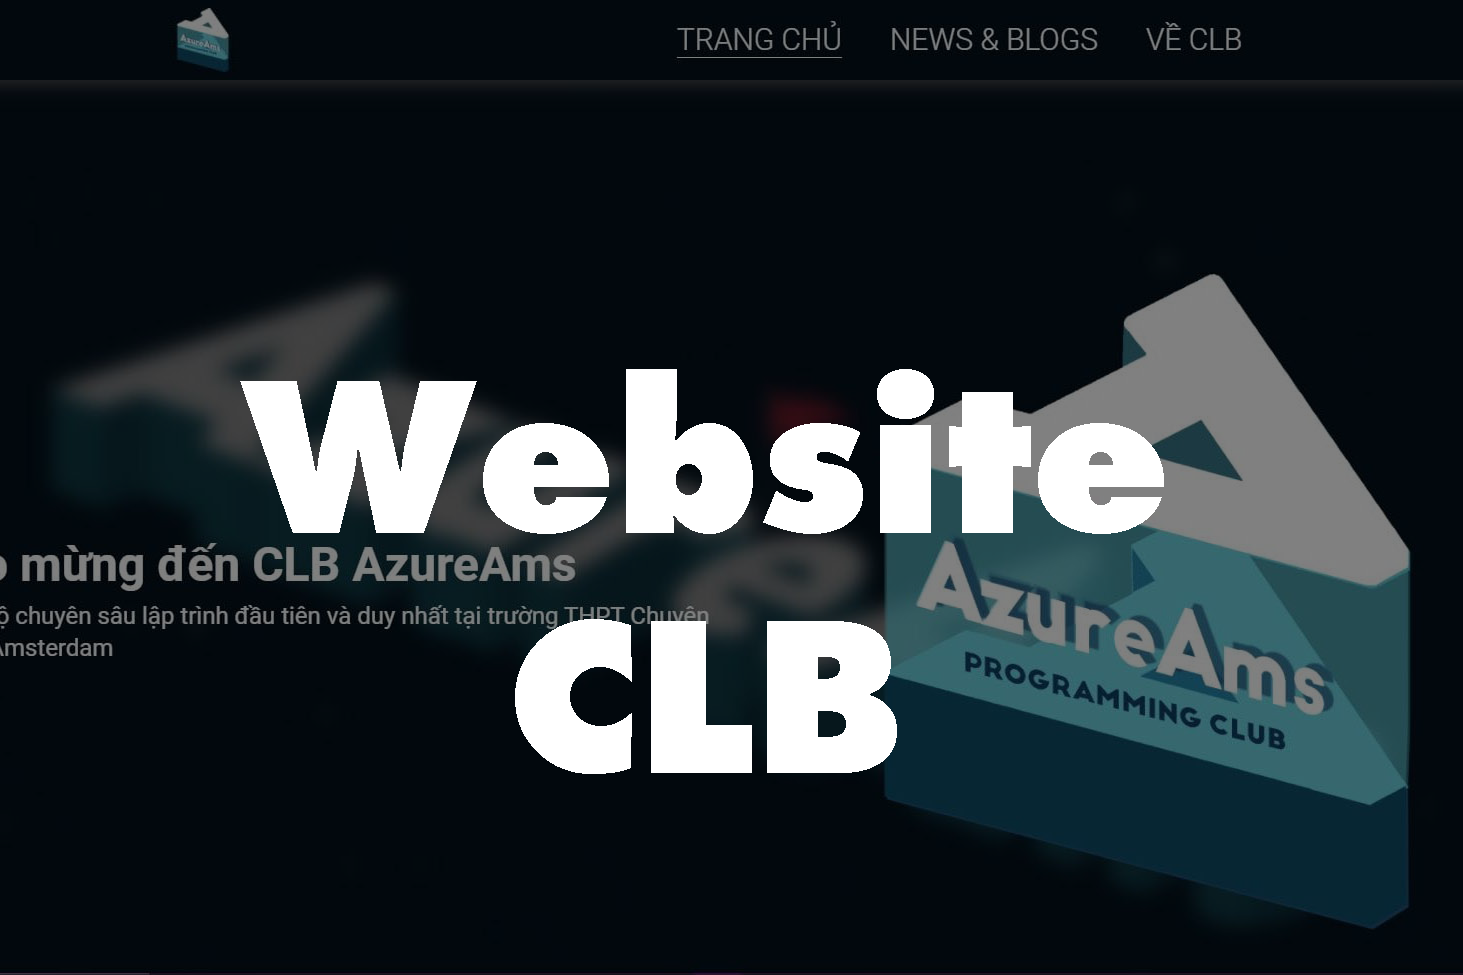 AzureAms
TRANG CHỦ NEWS & BLOGS VỀ CLB
Website
mừng đến CLB AzureAms
chuyên sâu lập trình đầu tiên và duy nhất tại trường THPT Chuyên
Amsterdam
CLB
AzureAms
PROGRAMMING CLUB